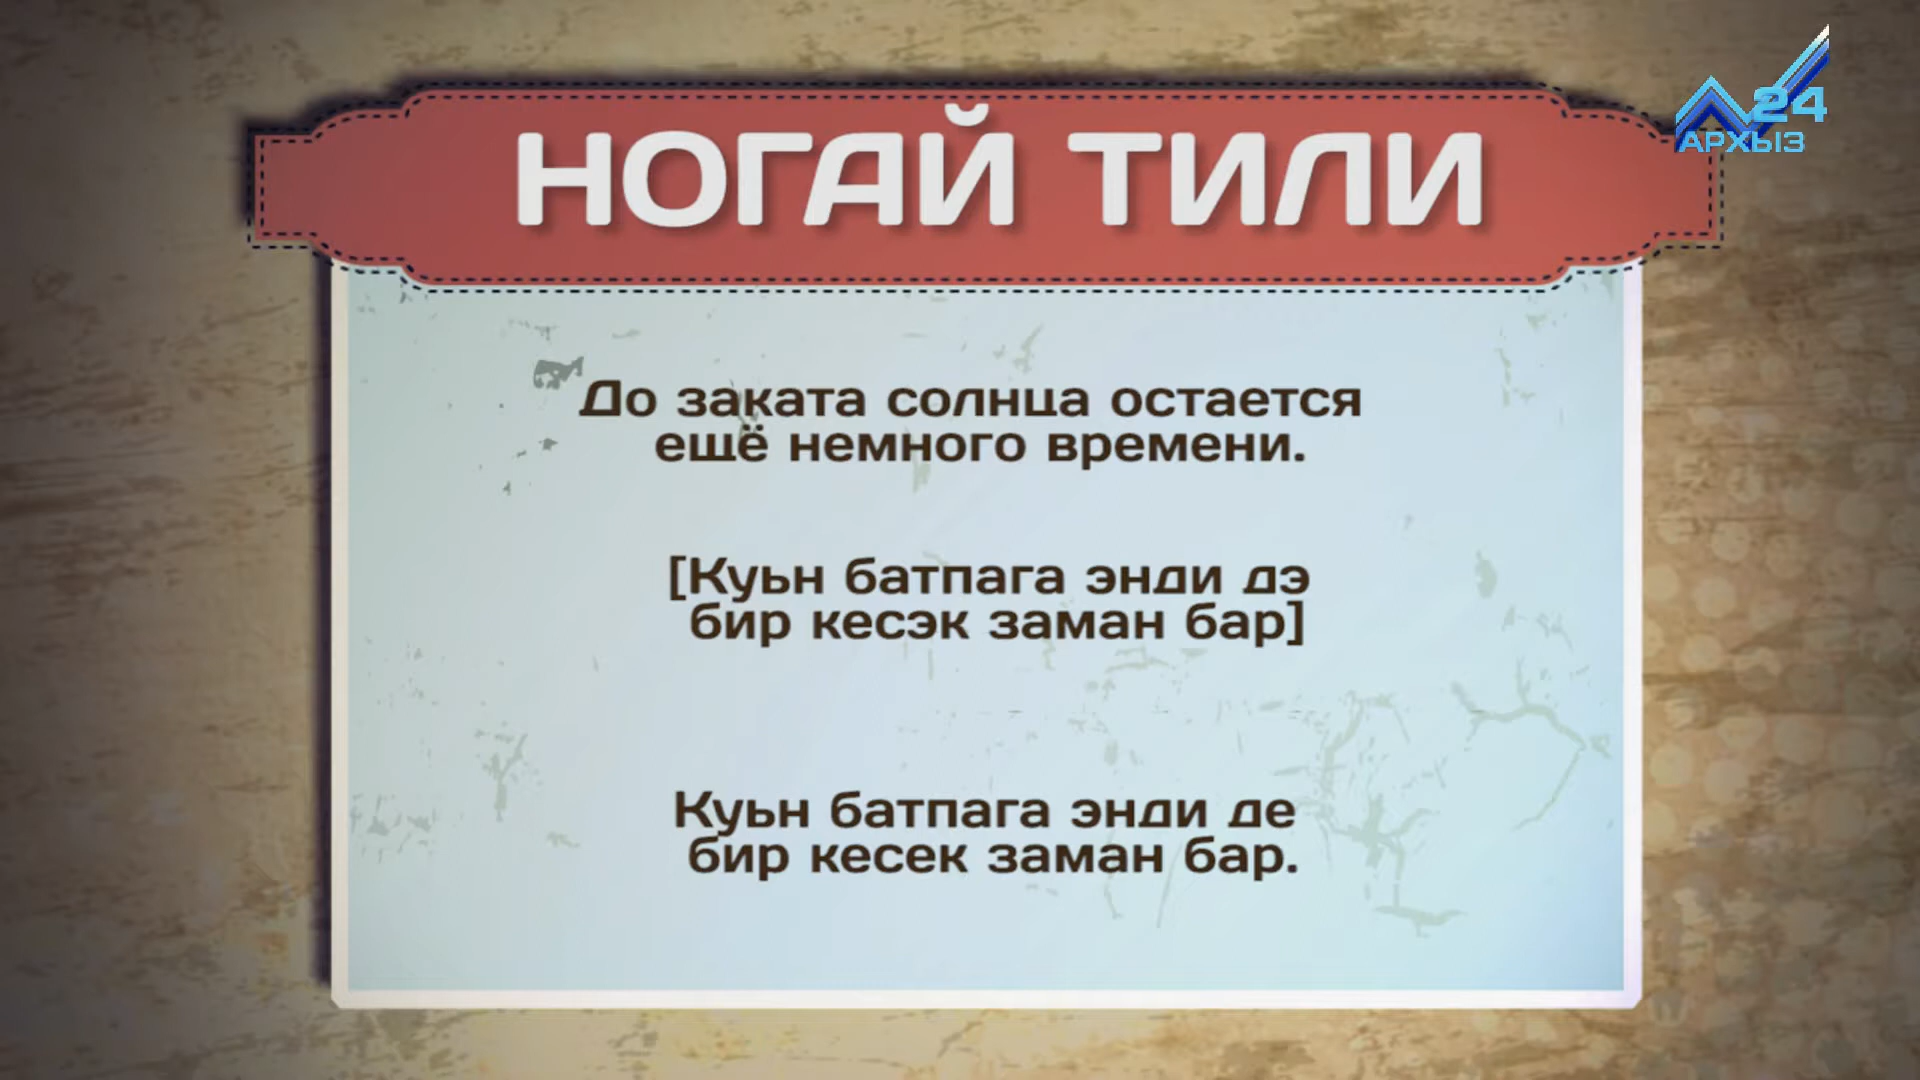 НОГАЙ ТИЛИ
24
АРХЫЗ
До заката солнца остается
ещё немного времени.
[Куьн батпага энди дэ
бир кесэк заман бар]
Куьн батпага энди де
бир кесек заман бар.